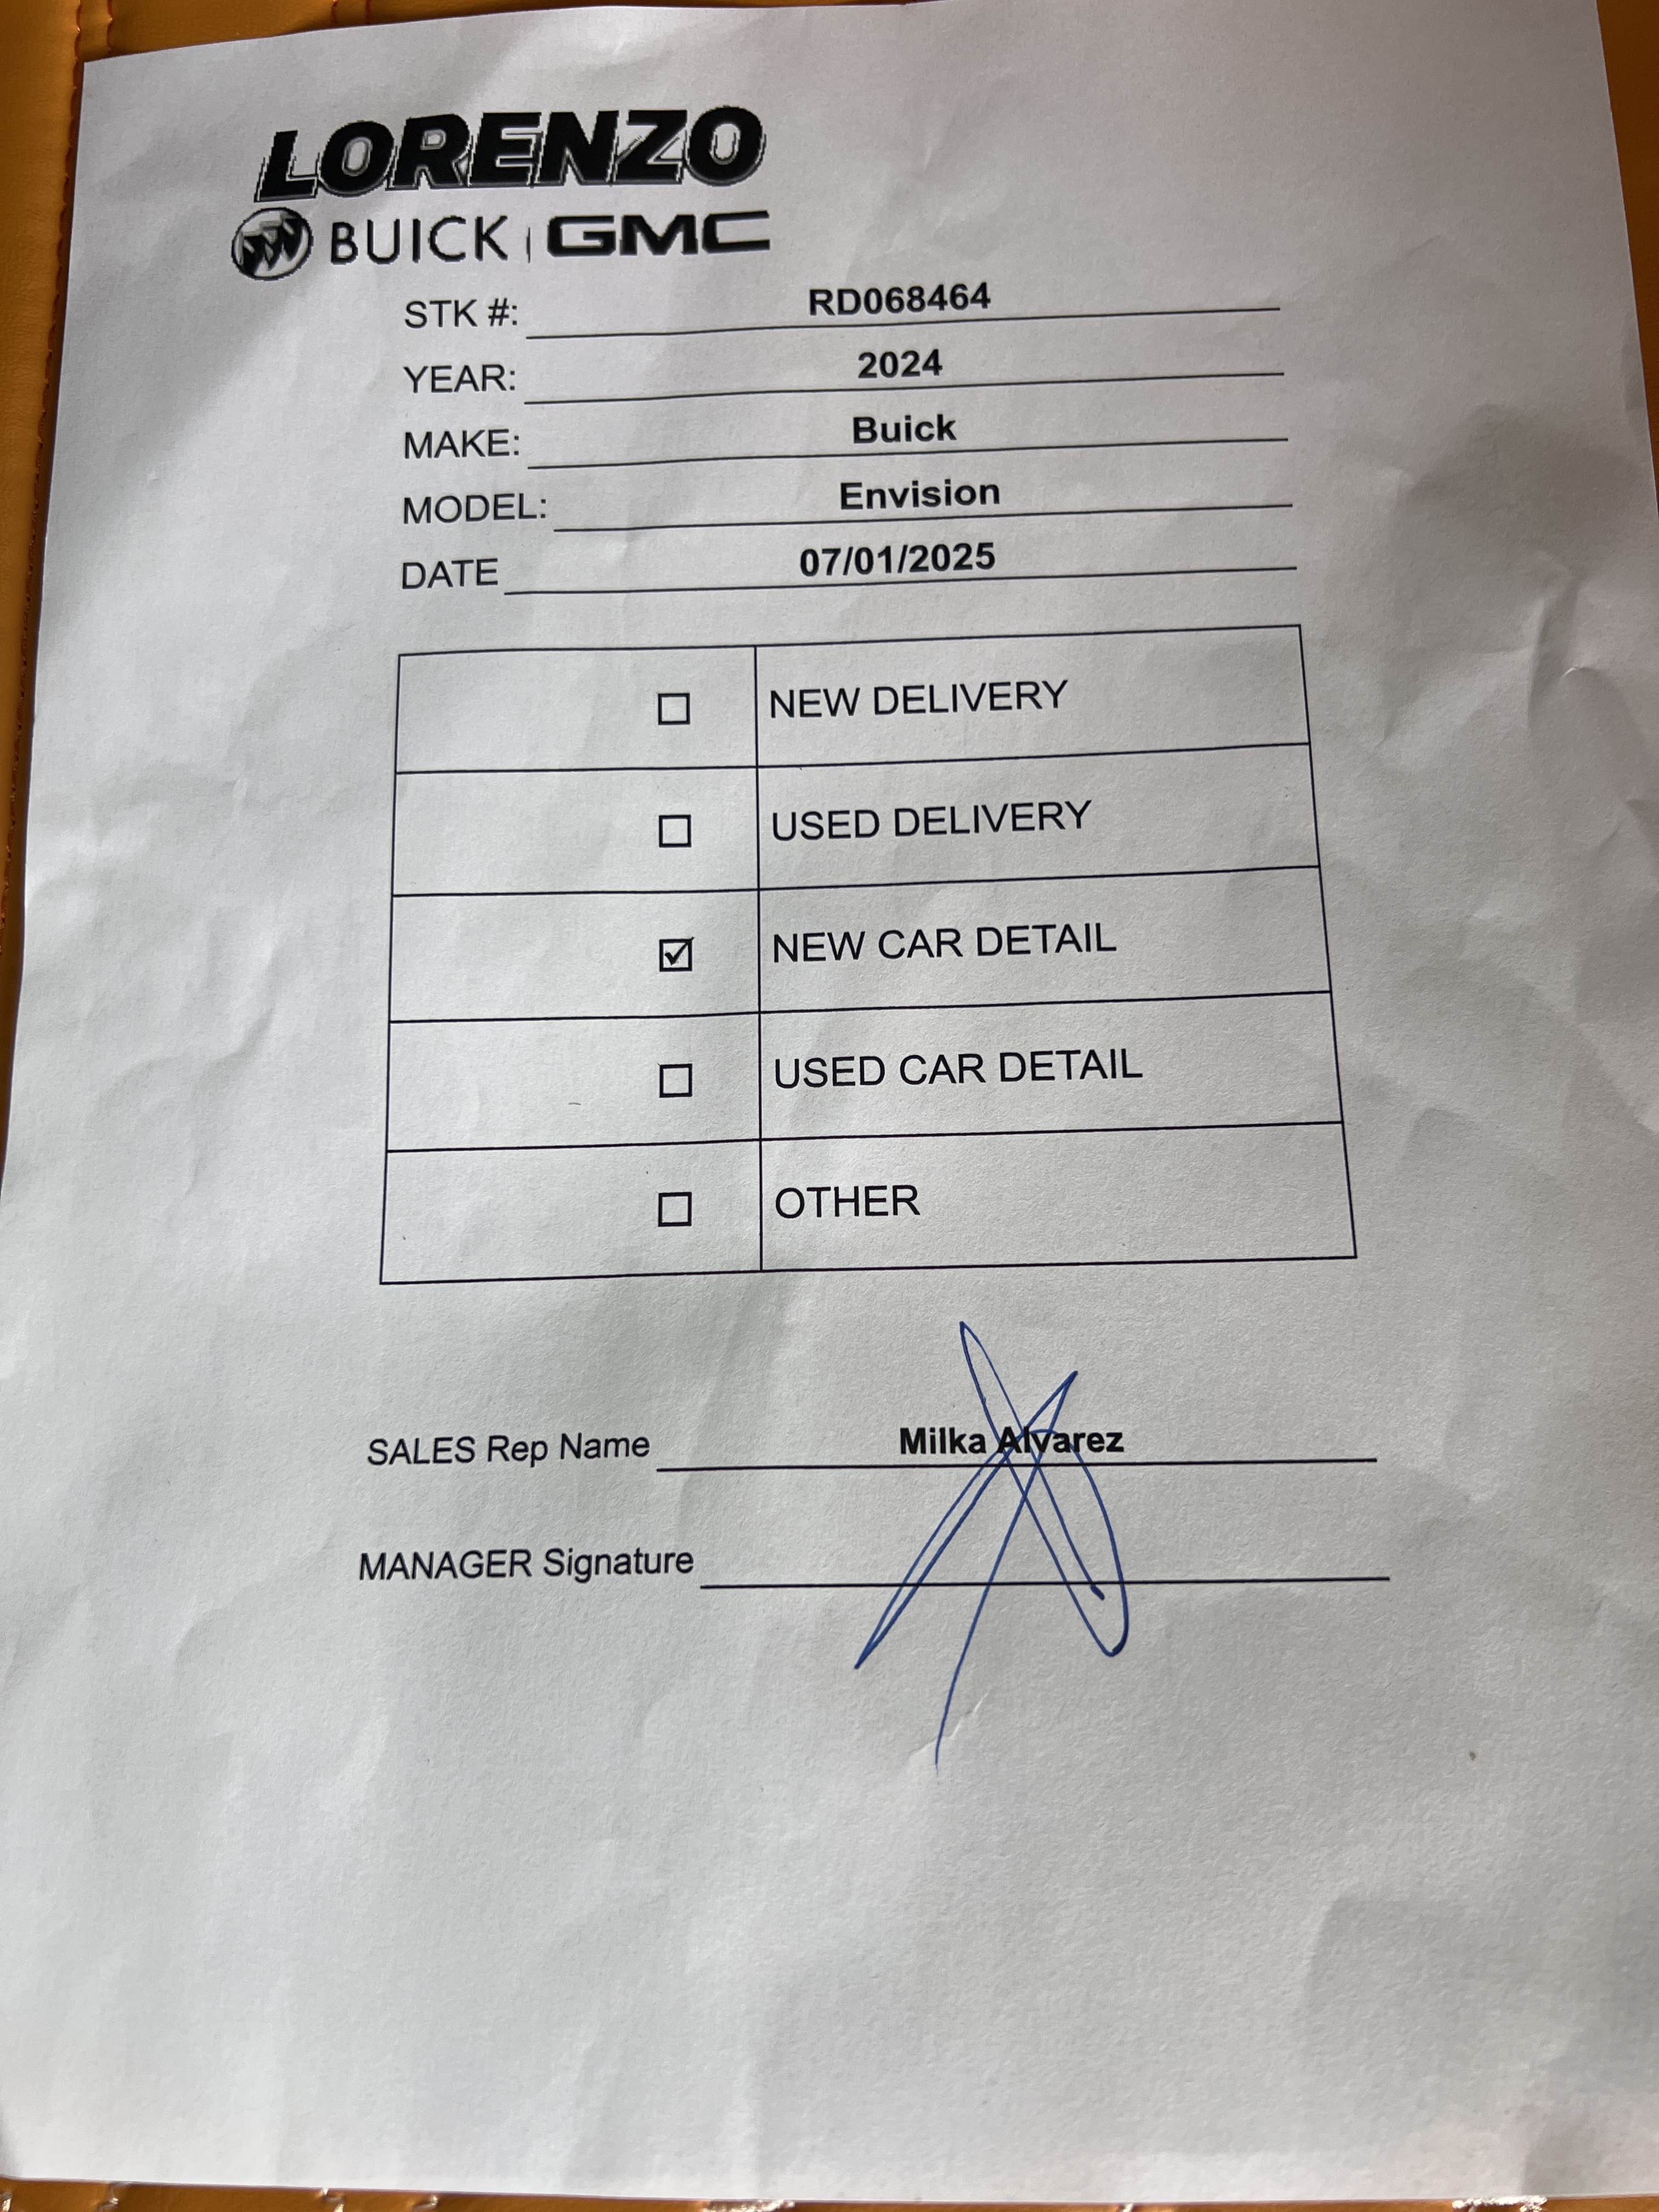 LORENZO
BUICK | GMC
STK #: RD068464
YEAR: 2024
MAKE: Buick
MODEL: Envision
DATE 07/01/2025
☐ NEW DELIVERY
☐ USED DELIVERY
☑ NEW CAR DETAIL
☐ USED CAR DETAIL
☐ OTHER
SALES Rep Name Milka Alvarez
MANAGER Signature